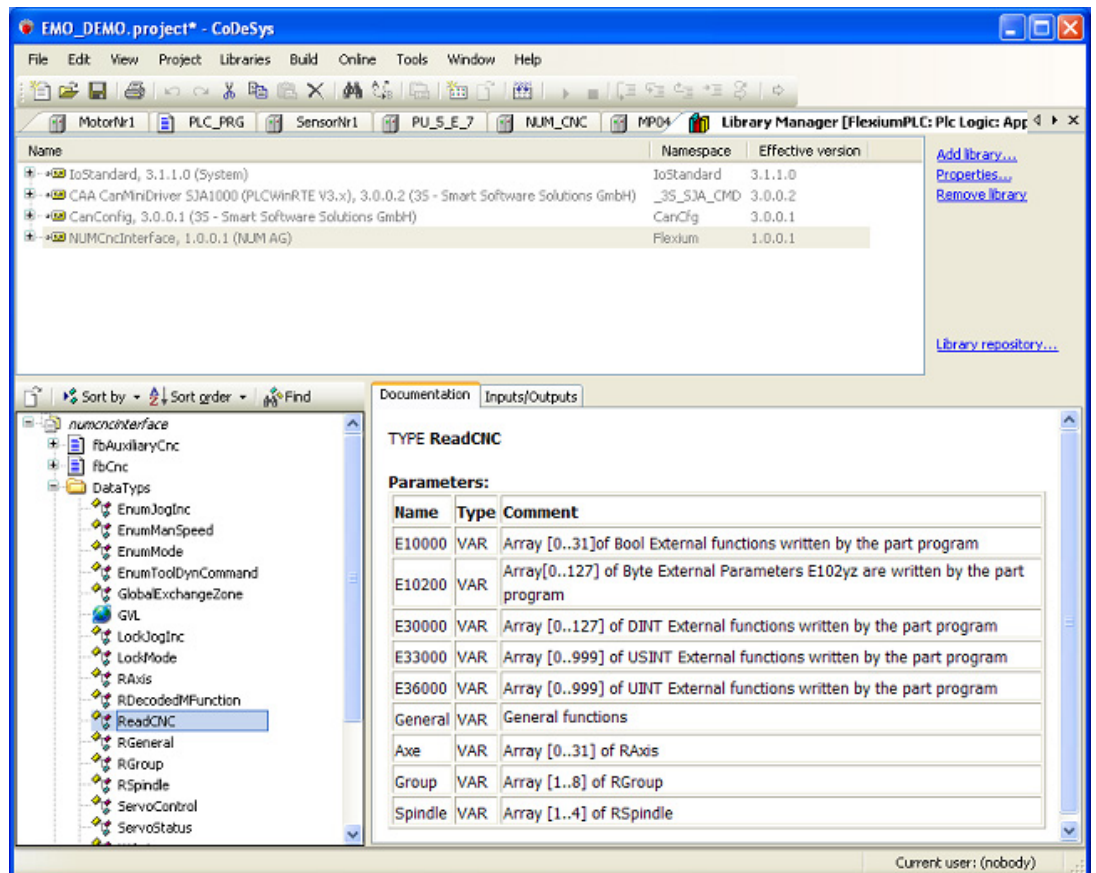 EMO_DEMO.project* - CoDeSys
File Edit View Project Libraries Build Online Tools Window Help
MotorNr1 PLC_PRG SensorNr1 PU_5_E_7 NUM_CNC MP04 Library Manager [FlexiumPLC: Plc Logic: App
Name Namespace Effective version
IoStandard, 3.1.1.0 (System) IoStandard 3.1.1.0
CAA CanMiniDriver SJA1000 (PLCWinRTE V3.x), 3.0.0.2 (3S - Smart Software Solutions GmbH) _3S_SJA_CMD 3.0.0.2
CanConfig, 3.0.0.1 (3S - Smart Software Solutions GmbH) CanCfg 3.0.0.1
NUMCncInterface, 1.0.0.1 (NUM AG) Flexium 1.0.0.1
Add library...
Properties...
Remove library
Library repository...
Sort by Sort order Find
numcncinterface
fbAuxiliaryCnc
fbCnc
DataTyps
EnumJogInc
EnumManSpeed
EnumMode
EnumToolDynCommand
GlobalExchangeZone
GVL
LockJogInc
LockMode
RAxis
RDecodedMFunction
ReadCNC
RGeneral
RGroup
RSpindle
ServoControl
ServoStatus
Documentation Inputs/Outputs
TYPE ReadCNC
Parameters:
Name Type Comment
E10000 VAR Array [0..31]of Bool External functions written by the part program
E10200 VAR Array[0..127] of Byte External Parameters E102yz are written by the part
program
E30000 VAR Array [0..127] of DINT External functions written by the part program
E33000 VAR Array [0..999] of USINT External functions written by the part program
E36000 VAR Array [0..999] of UINT External functions written by the part program
General VAR General functions
Axe VAR Array [0..31] of RAxis
Group VAR Array [1..8] of RGroup
Spindle VAR Array [1..4] of RSpindle
Current user: (nobody)